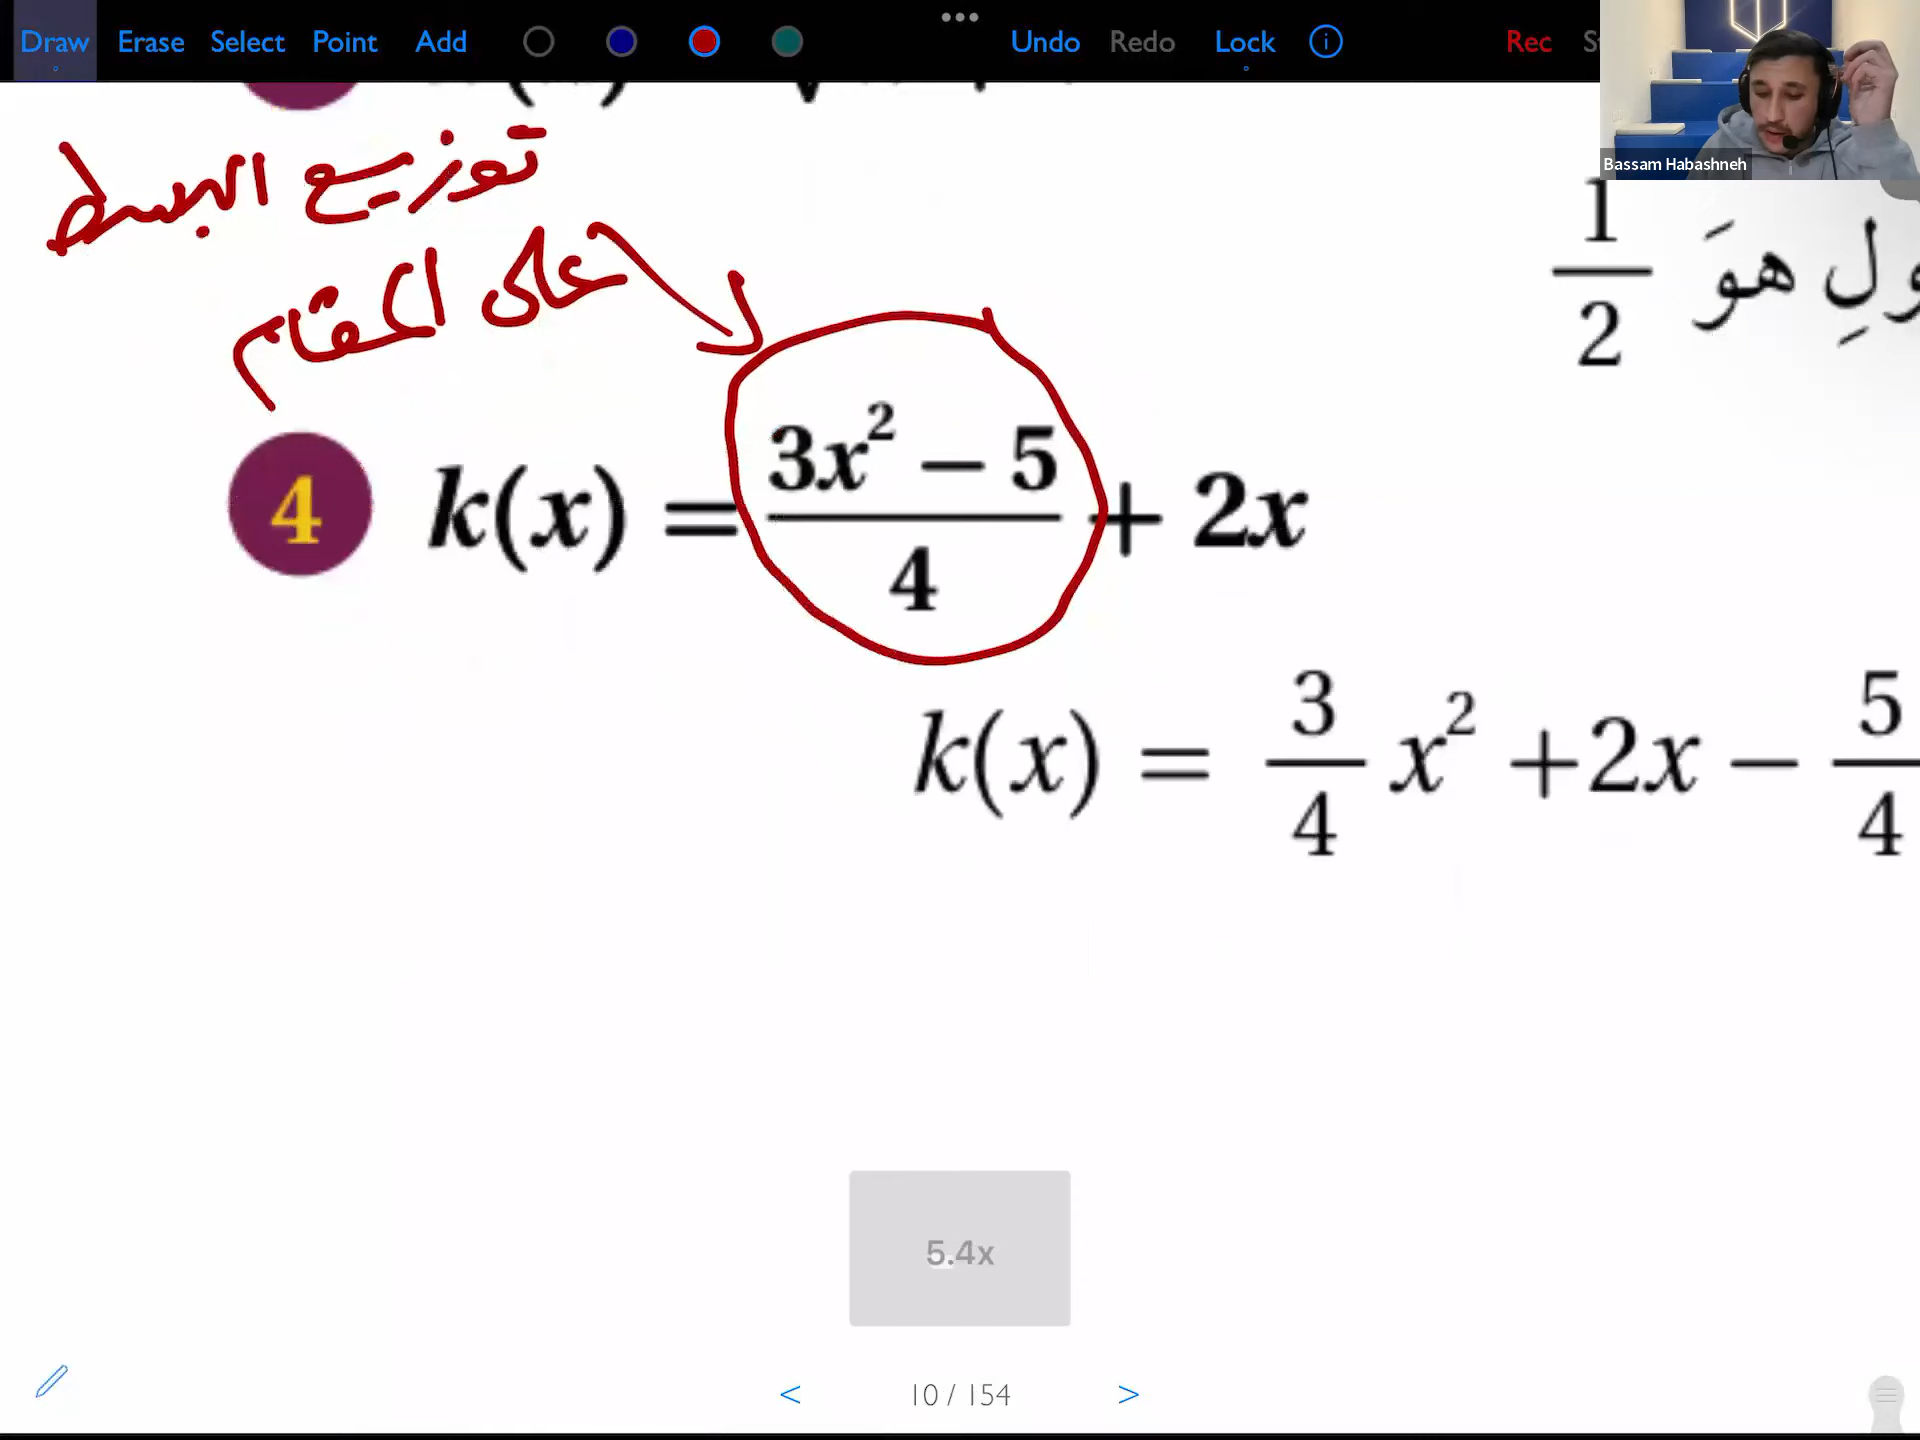 Draw Erase Select Point Add Undo Redo Lock Rec
Bassam Habashneh
توزيع البسط
على المقام
هوَ 1/2
4 k(x) = (3x² − 5)/4 + 2x
k(x) = 3/4 x² +2x − 5/4
5.4x
< 10 / 154 >